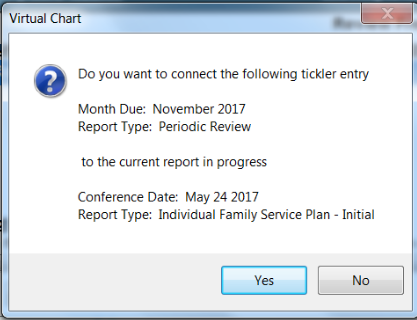 Virtual Chart
Do you want to connect the following tickler entry
Month Due: November 2017
Report Type: Periodic Review
to the current report in progress
Conference Date: May 24 2017
Report Type: Individual Family Service Plan - Initial
Yes
No